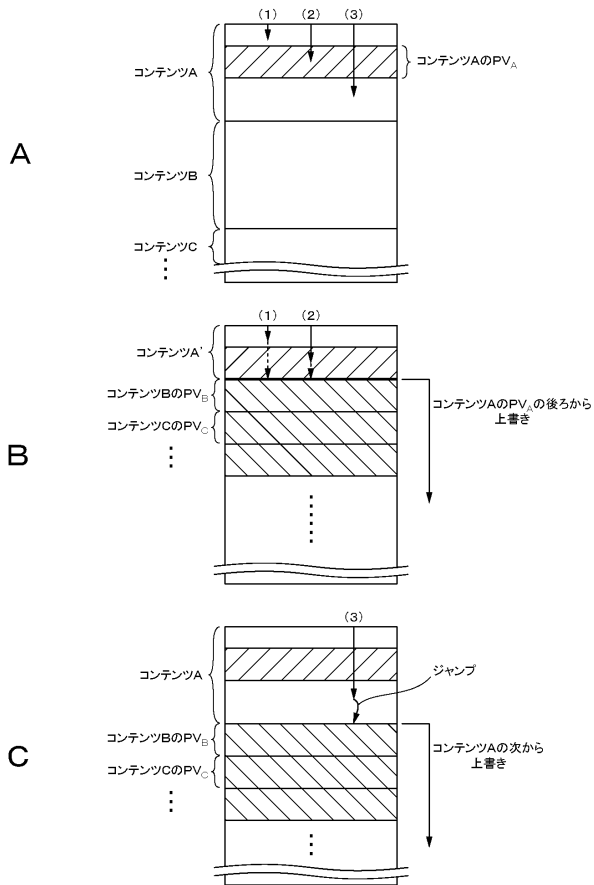 (1) (2) (3)
コンテンツA
コンテンツAのPVA
A
コンテンツB
コンテンツC
(1) (2)
コンテンツA'
コンテンツBのPVB
コンテンツCのPVC
コンテンツAのPVAの後ろから
上書き
B
(3)
コンテンツA
ジャンプ
コンテンツBのPVB
コンテンツCのPVC
コンテンツAの次から
上書き
C